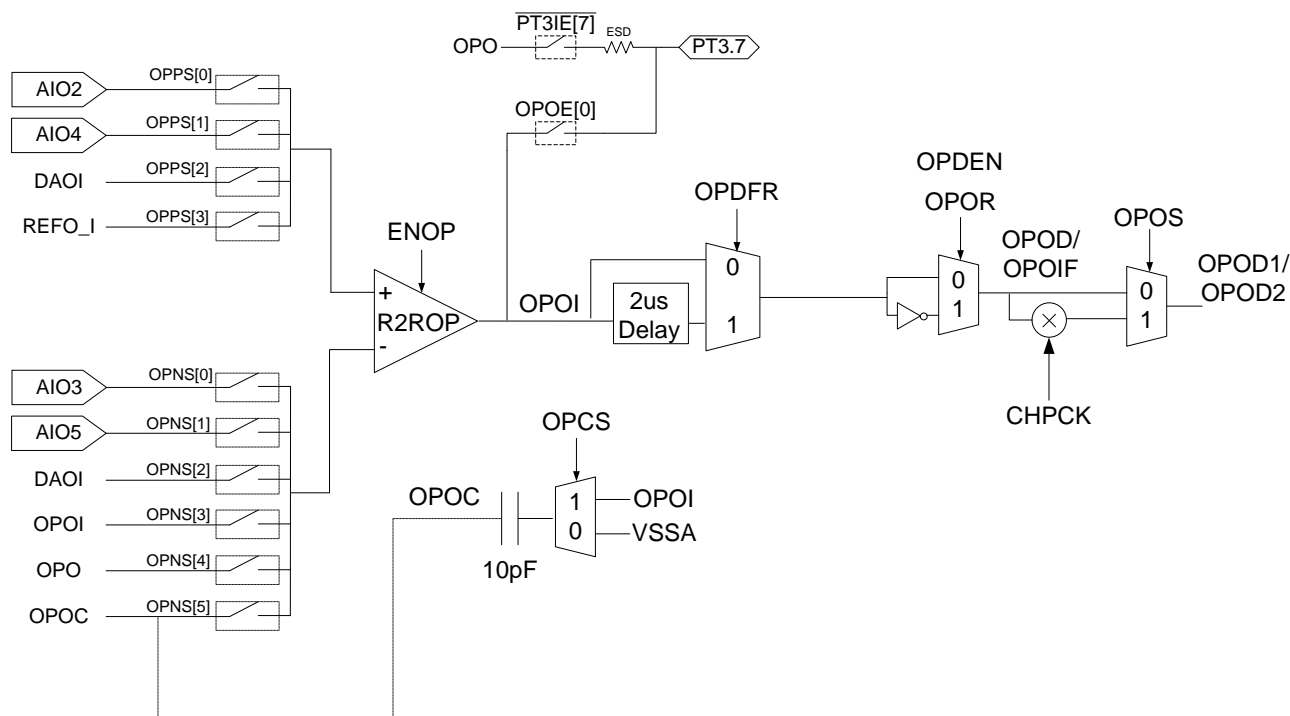 PT3IE[7]
OPO
ESD
PT3.7
AIO2
OPPS[0]
AIO4
OPPS[1]
DAOI
OPPS[2]
REFO_I
OPPS[3]
OPOE[0]
ENOP
+
R2ROP
-
OPOI
2us
Delay
OPDFR
0
1
OPDEN
OPOR
0
1
OPOD/
OPOIF
OPOS
0
1
OPOD1/
OPOD2
CHPCK
AIO3
OPNS[0]
AIO5
OPNS[1]
DAOI
OPNS[2]
OPOI
OPNS[3]
OPO
OPNS[4]
OPOC
OPNS[5]
OPCS
OPOC
10pF
1
0
OPOI
VSSA